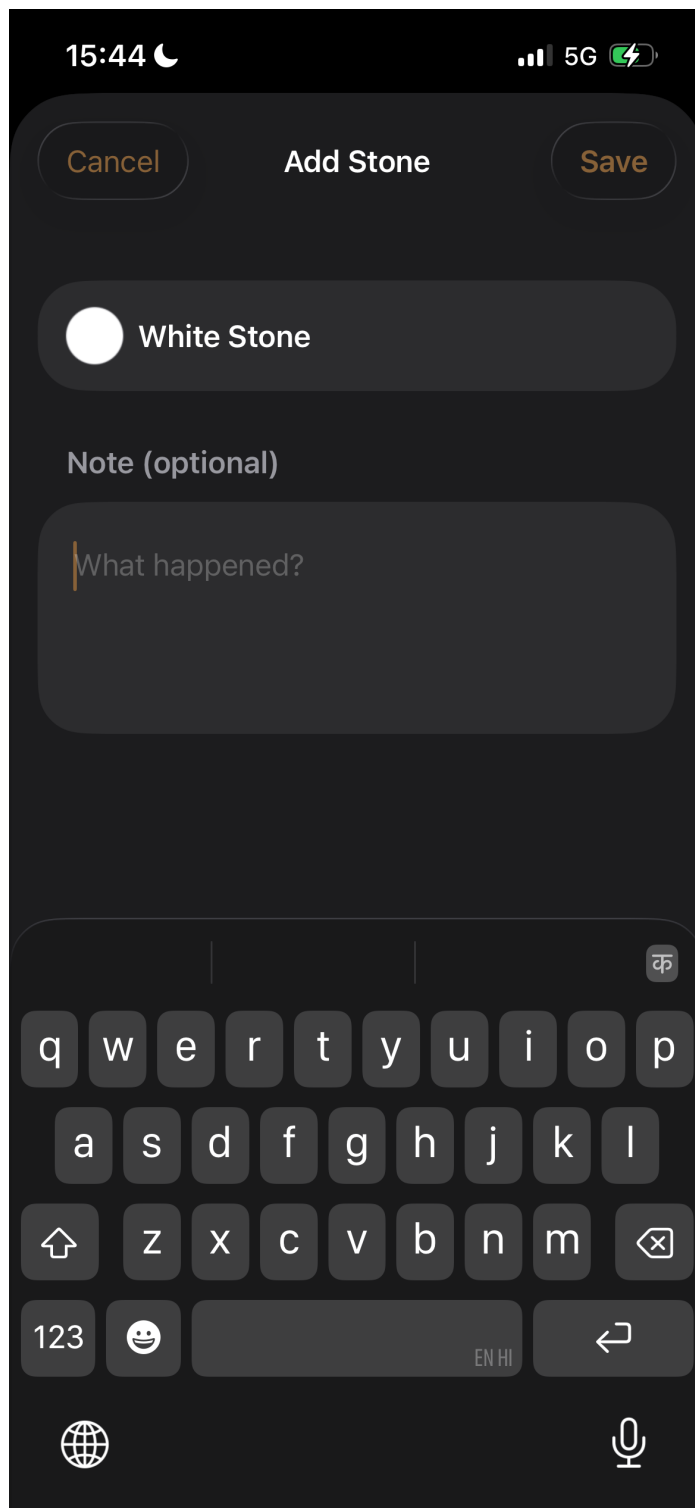 15:44 5G
Cancel Add Stone Save
White Stone
Note (optional)
What happened?
क
q w e r t y u i o p
a s d f g h j k l
z x c v b n m
123
EN HI